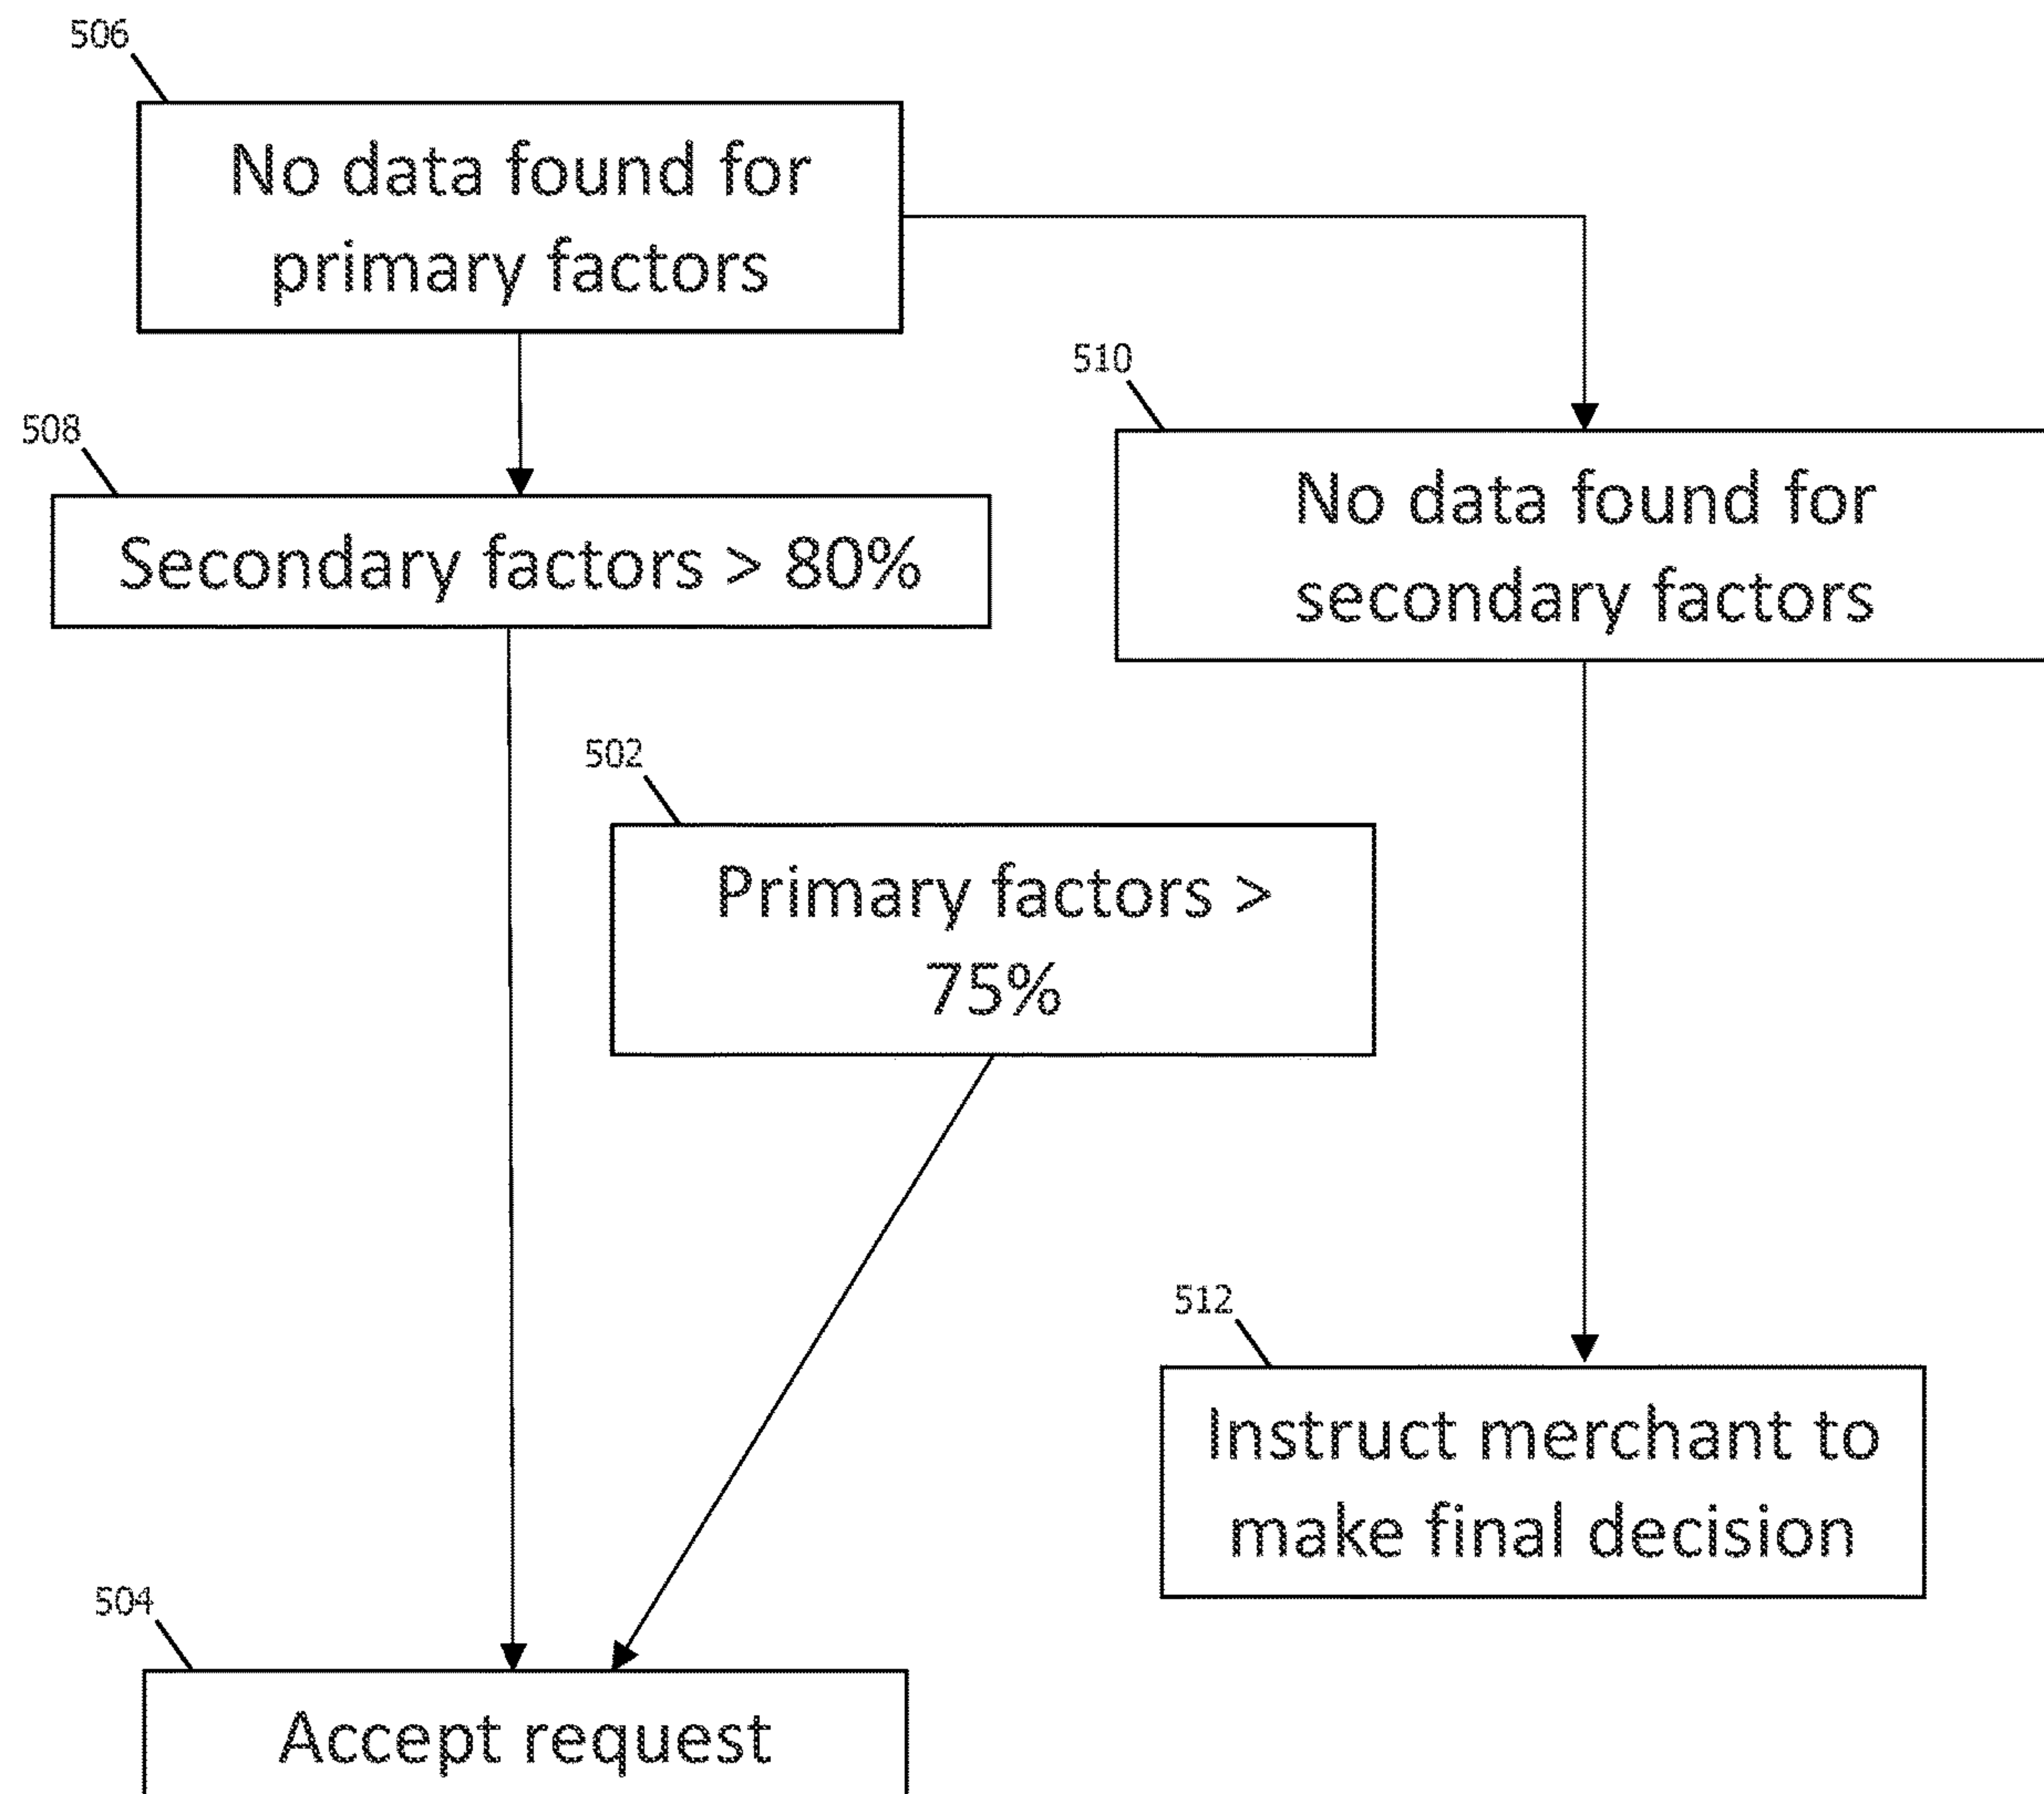 506
No data found for
primary factors
510
508
No data found for
secondary factors
Secondary factors > 80%
502
Primary factors >
75%
512
Instruct merchant to
make final decision
504
Accept request